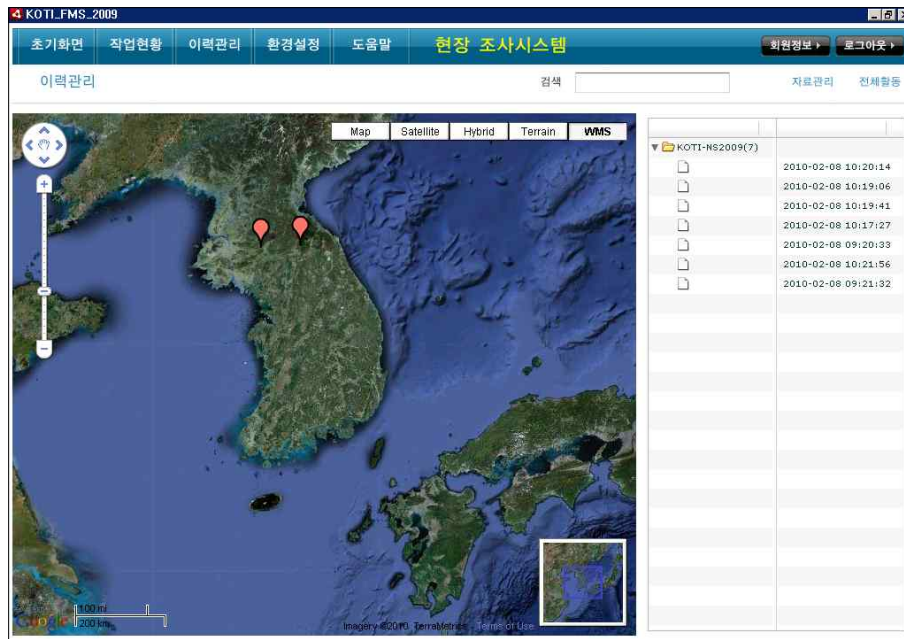 KOTI_FMS_2009
초기화면 작업현황 이력관리 환경설정 도움말 현장 조사시스템 회원정보 로그아웃
이력관리 검색 자료관리 전체활동
Map Satellite Hybrid Terrain WMS
KOTI-NS2009(7)
2010-02-08 10:20:14
2010-02-08 10:19:06
2010-02-08 10:19:41
2010-02-08 10:17:27
2010-02-08 09:20:33
2010-02-08 10:21:56
2010-02-08 09:21:32
100 mi
200 km
Google
Imagery ©2010 TerraMetrics - Terms of Use